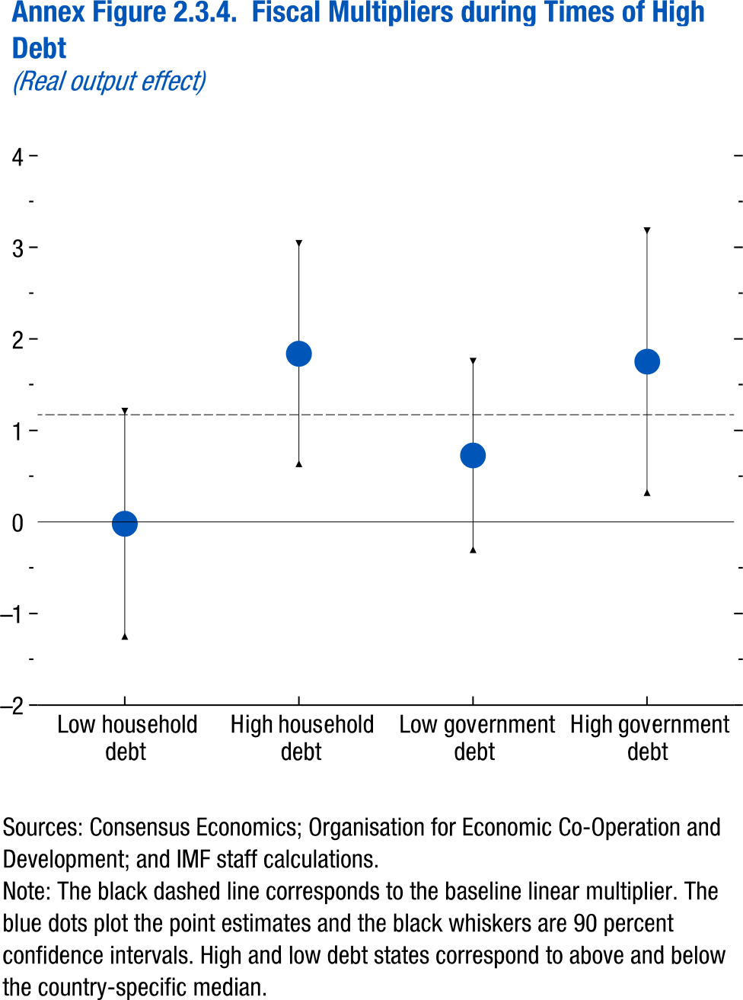 Annex Figure 2.3.4. Fiscal Multipliers during Times of High
Debt
(Real output effect)
4
3
2
1
0
–1
–2
Low household
debt
High household
debt
Low government
debt
High government
debt
Sources: Consensus Economics; Organisation for Economic Co-Operation and
Development; and IMF staff calculations.
Note: The black dashed line corresponds to the baseline linear multiplier. The
blue dots plot the point estimates and the black whiskers are 90 percent
confidence intervals. High and low debt states correspond to above and below
the country-specific median.